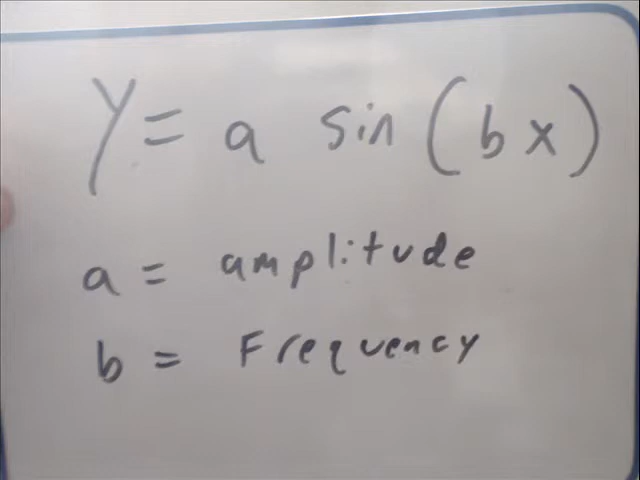 y = a sin (bx)
a = amplitude
b = Frequency